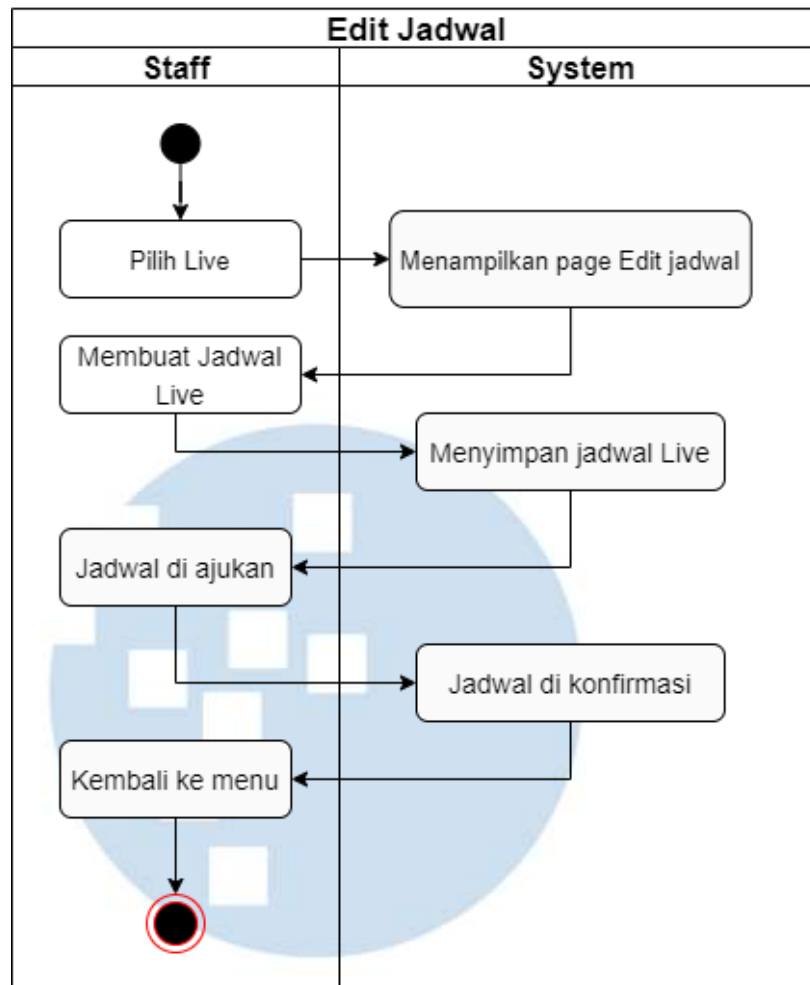 Edit Jadwal
Staff
System
Pilih Live
Menampilkan page Edit jadwal
Membuat Jadwal
Live
Menyimpan jadwal Live
Jadwal di ajukan
Jadwal di konfirmasi
Kembali ke menu